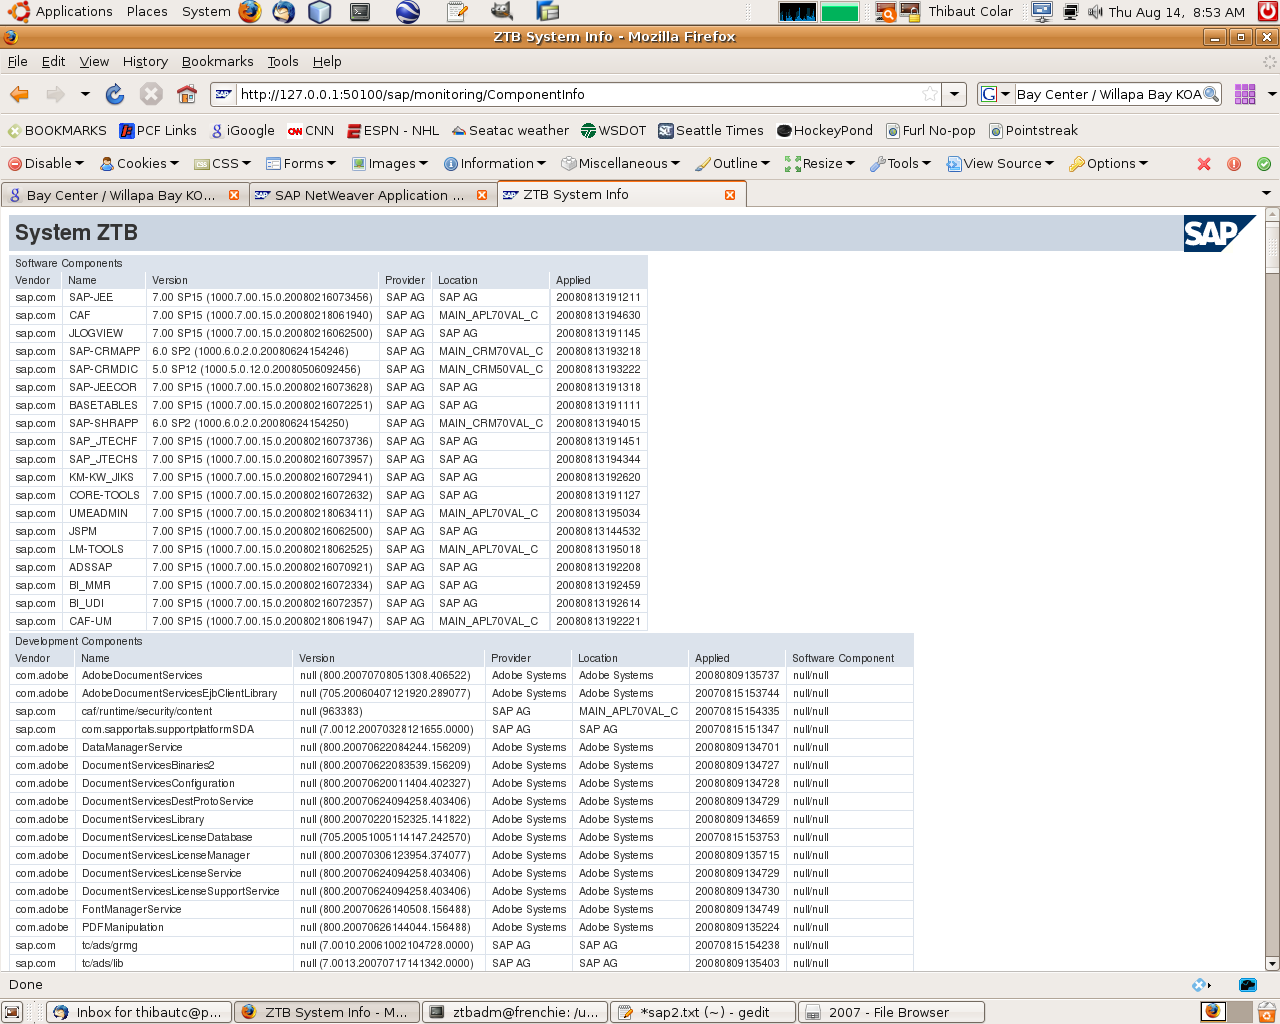 Applications Places System Thibaut Colar Thu Aug 14, 8:53 AM
ZTB System Info - Mozilla Firefox
File Edit View History Bookmarks Tools Help
SAP http://127.0.0.1:50100/sap/monitoring/ComponentInfo G Bay Center / Willapa Bay KOA
BOOKMARKS PCF Links iGoogle CNN ESPN - NHL Seatac weather WSDOT Seattle Times HockeyPond Furl No-pop Pointstreak
Disable Cookies CSS Forms Images Information Miscellaneous Outline Resize Tools View Source Options
Bay Center / Willapa Bay KO... SAP NetWeaver Application ... ZTB System Info
System ZTB SAP
Software Components
Vendor Name Version Provider Location Applied
sap.com SAP-JEE 7.00 SP15 (1000.7.00.15.0.20080216073456) SAP AG SAP AG 20080813191211
sap.com CAF 7.00 SP15 (1000.7.00.15.0.20080218061940) SAP AG MAIN_APL70VAL_C 20080813194630
sap.com JLOGVIEW 7.00 SP15 (1000.7.00.15.0.20080216062500) SAP AG SAP AG 20080813191145
sap.com SAP-CRMAPP 6.0 SP2 (1000.6.0.2.0.20080624154246) SAP AG MAIN_CRM70VAL_C 20080813193218
sap.com SAP-CRMDIC 5.0 SP12 (1000.5.0.12.0.20080506092456) SAP AG MAIN_CRM50VAL_C 20080813193222
sap.com SAP-JEECOR 7.00 SP15 (1000.7.00.15.0.20080216073628) SAP AG SAP AG 20080813191318
sap.com BASETABLES 7.00 SP15 (1000.7.00.15.0.20080216072251) SAP AG SAP AG 20080813191111
sap.com SAP-SHRAPP 6.0 SP2 (1000.6.0.2.0.20080624154250) SAP AG MAIN_CRM70VAL_C 20080813194015
sap.com SAP_JTECHF 7.00 SP15 (1000.7.00.15.0.20080216073736) SAP AG SAP AG 20080813191451
sap.com SAP_JTECHS 7.00 SP15 (1000.7.00.15.0.20080216073957) SAP AG SAP AG 20080813194344
sap.com KM-KW_JIKS 7.00 SP15 (1000.7.00.15.0.20080216072941) SAP AG SAP AG 20080813192620
sap.com CORE-TOOLS 7.00 SP15 (1000.7.00.15.0.20080216072632) SAP AG SAP AG 20080813191127
sap.com UMEADMIN 7.00 SP15 (1000.7.00.15.0.20080218063411) SAP AG MAIN_APL70VAL_C 20080813195034
sap.com JSPM 7.00 SP15 (1000.7.00.15.0.20080216062500) SAP AG SAP AG 20080813144532
sap.com LM-TOOLS 7.00 SP15 (1000.7.00.15.0.20080218062525) SAP AG MAIN_APL70VAL_C 20080813195018
sap.com ADSSAP 7.00 SP15 (1000.7.00.15.0.20080216070921) SAP AG SAP AG 20080813192208
sap.com BI_MMR 7.00 SP15 (1000.7.00.15.0.20080216072334) SAP AG SAP AG 20080813192459
sap.com BI_UDI 7.00 SP15 (1000.7.00.15.0.20080216072357) SAP AG SAP AG 20080813192614
sap.com CAF-UM 7.00 SP15 (1000.7.00.15.0.20080218061947) SAP AG MAIN_APL70VAL_C 20080813192221
Development Components
Vendor Name Version Provider Location Applied Software Component
com.adobe AdobeDocumentServices null (800.20070708051308.406522) Adobe Systems Adobe Systems 20080809135737 null/null
com.adobe AdobeDocumentServicesEjbClientLibrary null (705.20060407121920.289077) Adobe Systems Adobe Systems 20070815153744 null/null
sap.com caf/runtime/security/content null (963383) SAP AG MAIN_APL70VAL_C 20070815154335 null/null
sap.com com.sapportals.supportplatformSDA null (7.0012.20070328121655.0000) SAP AG SAP AG 20070815151347 null/null
com.adobe DataManagerService null (800.20070622084244.156209) Adobe Systems Adobe Systems 20080809134701 null/null
com.adobe DocumentServicesBinaries2 null (800.20070622083539.156209) Adobe Systems Adobe Systems 20080809134727 null/null
com.adobe DocumentServicesConfiguration null (800.20070620011404.402327) Adobe Systems Adobe Systems 20080809134728 null/null
com.adobe DocumentServicesDestProtoService null (800.20070624094258.403406) Adobe Systems Adobe Systems 20080809134729 null/null
com.adobe DocumentServicesLibrary null (800.20070220152325.141822) Adobe Systems Adobe Systems 20080809134659 null/null
com.adobe DocumentServicesLicenseDatabase null (705.20051005114147.242570) Adobe Systems Adobe Systems 20070815153753 null/null
com.adobe DocumentServicesLicenseManager null (800.20070306123954.374077) Adobe Systems Adobe Systems 20080809135715 null/null
com.adobe DocumentServicesLicenseService null (800.20070624094258.403406) Adobe Systems Adobe Systems 20080809134729 null/null
com.adobe DocumentServicesLicenseSupportService null (800.20070624094258.403406) Adobe Systems Adobe Systems 20080809134730 null/null
com.adobe FontManagerService null (800.20070626140508.156488) Adobe Systems Adobe Systems 20080809134749 null/null
com.adobe PDFManipulation null (800.20070626144044.156488) Adobe Systems Adobe Systems 20080809135224 null/null
sap.com tc/ads/grmg null (7.0010.20061002104728.0000) SAP AG SAP AG 20070815154238 null/null
sap.com tc/ads/lib null (7.0013.20070717141342.0000) SAP AG SAP AG 20080809135403 null/null
Done
Inbox for thibautc@p... ZTB System Info - M... ztbadm@frenchie: /u... *sap2.txt (~) - gedit 2007 - File Browser